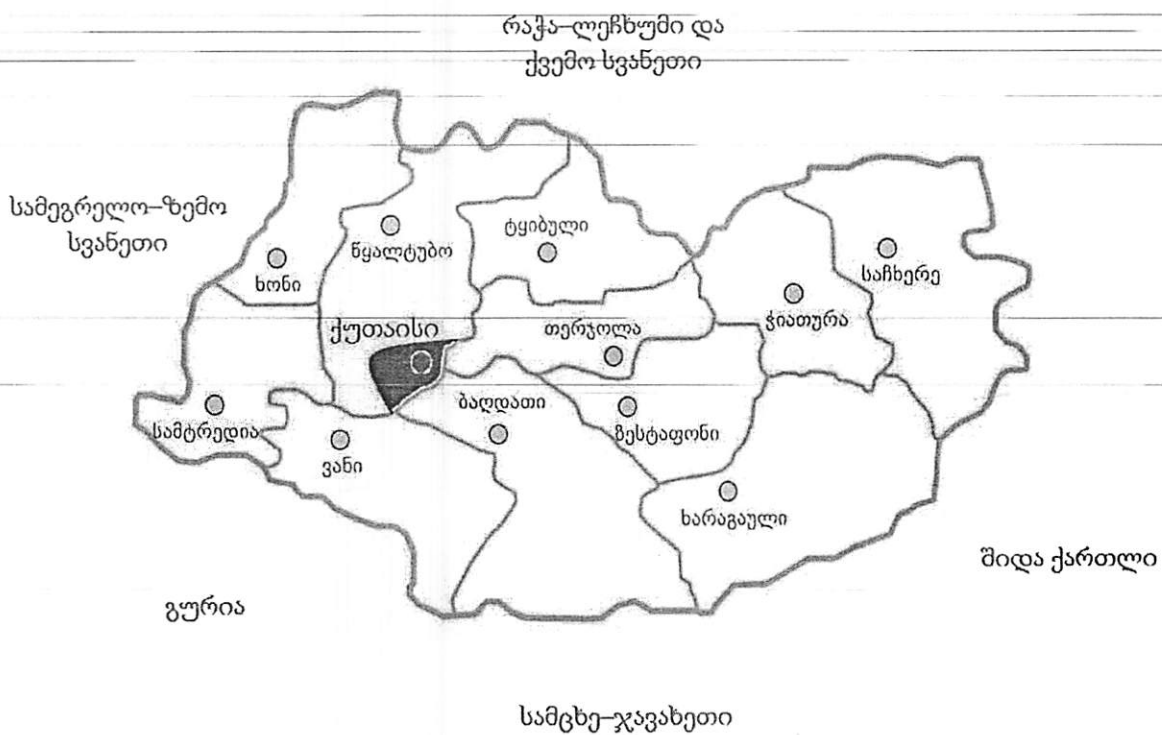 რაჭა–ლეჩხუმი და
ქვემო სვანეთი
სამეგრელო–ზემო
სვანეთი
ხონი
წყალტუბო
ტყიბული
საჩხერე
ჭიათურა
ქუთაისი
თერჯოლა
სამტრედია
ვანი
ბაღდათი
ზესტაფონი
ხარაგაული
შიდა ქართლი
გურია
სამცხე–ჯავახეთი